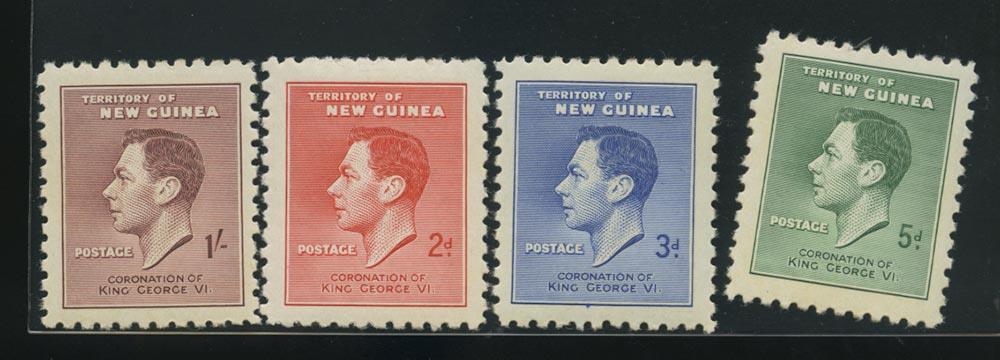 TERRITORY OF
NEW GUINEA
POSTAGE
1/-
CORONATION OF
KING GEORGE VI.
TERRITORY OF
NEW GUINEA
POSTAGE
2d.
CORONATION OF
KING GEORGE VI.
TERRITORY OF
NEW GUINEA
POSTAGE
3d.
CORONATION OF
KING GEORGE VI.
TERRITORY OF
NEW GUINEA
POSTAGE
5d.
CORONATION OF
KING GEORGE VI.